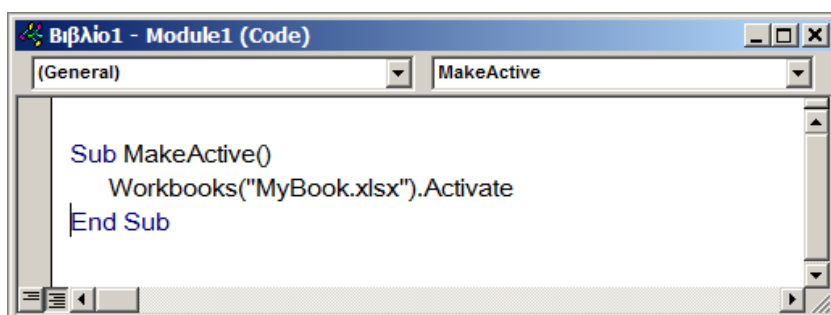 Βιβλίο1 - Module1 (Code)
(General) MakeActive
Sub MakeActive()
Workbooks("MyBook.xlsx").Activate
End Sub